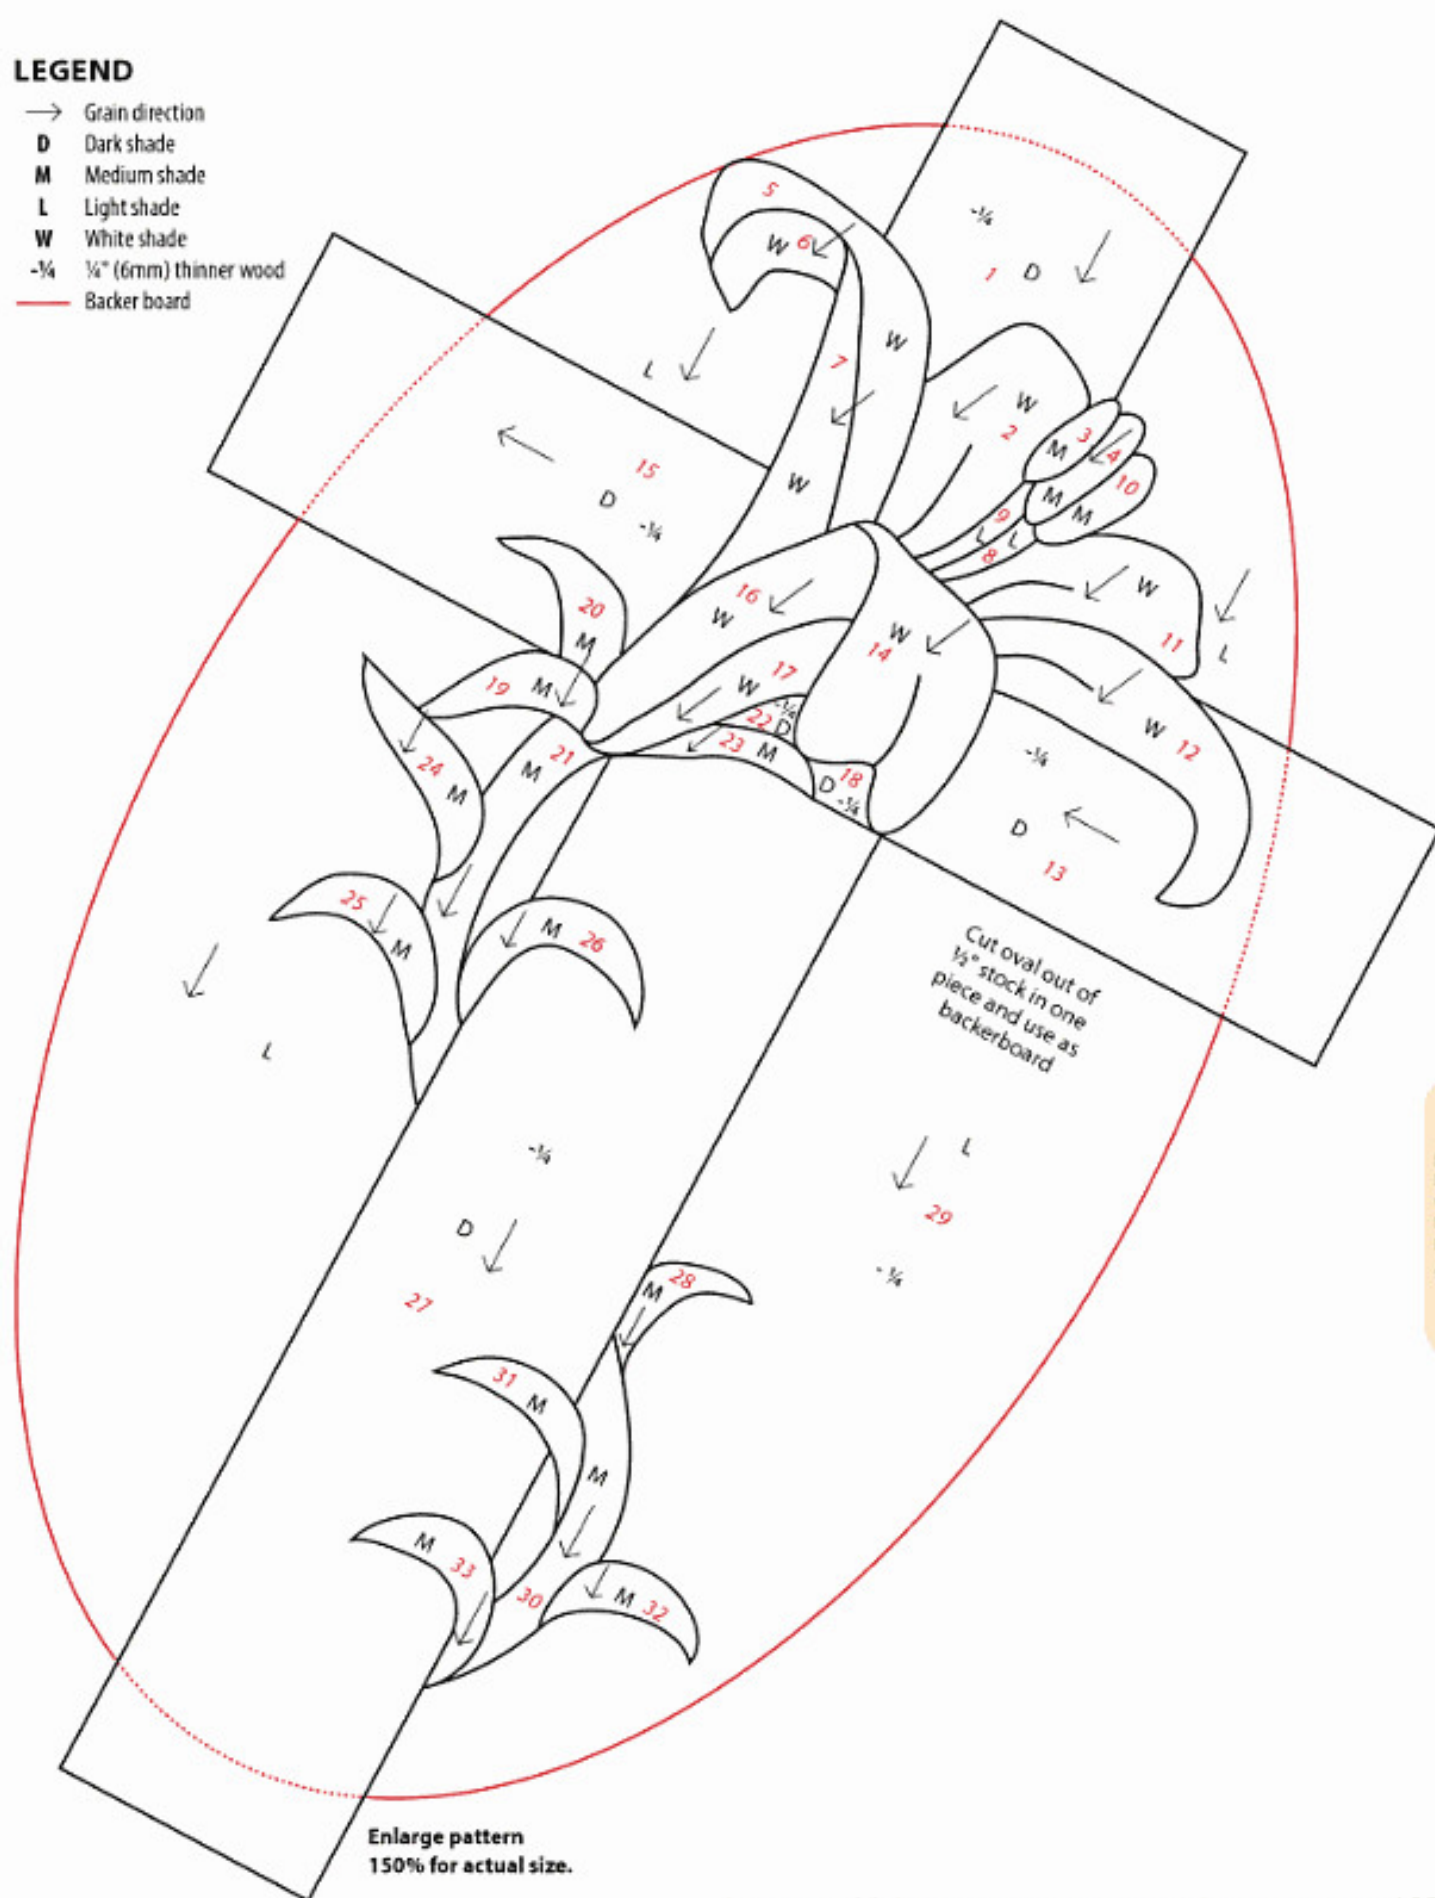 LEGEND
→ Grain direction
D Dark shade
M Medium shade
L Light shade
W White shade
-¼ ¼" (6mm) thinner wood
Backer board
5
W 6
-¼
1 D
W
7
L
W
2
3
M
4
10
M
M
15
D
-¼
W
9
L L
8
W
11
L
20
M
16
W
W
14
W 17
-¼
22 D
19 M
23 M
D 18
-¼
W 12
-¼
D
13
24
M
21
M
25
M
M 26
Cut oval out of
½" stock in one
piece and use as
backerboard
L
-¼
D
27
L
29
-¼
28
M
31 M
M
M 33
30
M 32
Enlarge pattern
150% for actual size.